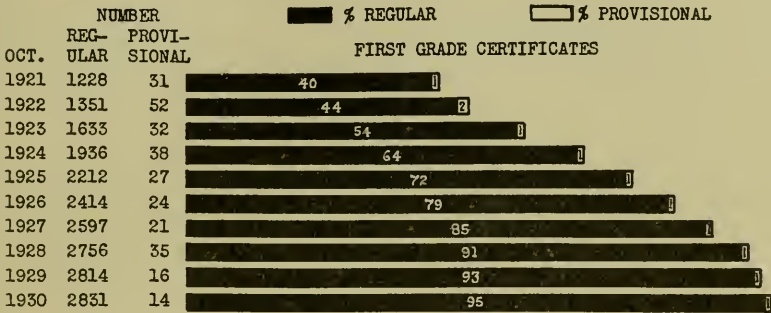 NUMBER % REGULAR % PROVISIONAL
REG- PROVI-
OCT. ULAR SIONAL FIRST GRADE CERTIFICATES
1921 1228 31 40 1
1922 1351 52 44 2
1923 1633 32 54 1
1924 1936 38 64 1
1925 2212 27 72 1
1926 2414 24 79 1
1927 2597 21 85 1
1928 2756 35 91 1
1929 2814 16 93 1
1930 2831 14 95 1